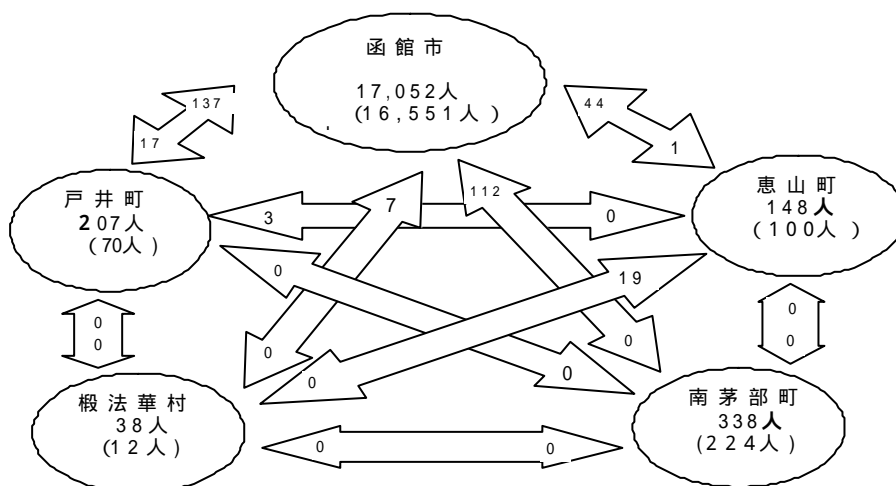 函館市
17,052人
(16,551人)
137
17
44
1
戸井町
207人
(70人)
3
0
7
112
恵山町
148人
(100人)
0
19
0
0
0
0
0
0
0
0
0
椴法華村
38人
(12人)
南茅部町
338人
(224人)
0
0